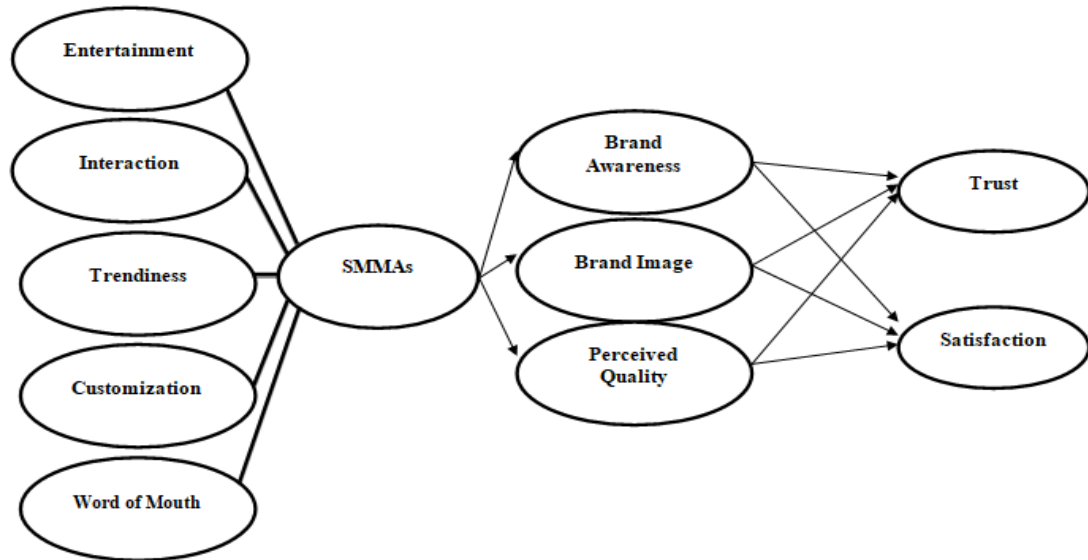 Entertainment
Interaction
Trendiness
Customization
Word of Mouth
SMMAs
Brand
Awareness
Brand Image
Perceived
Quality
Trust
Satisfaction